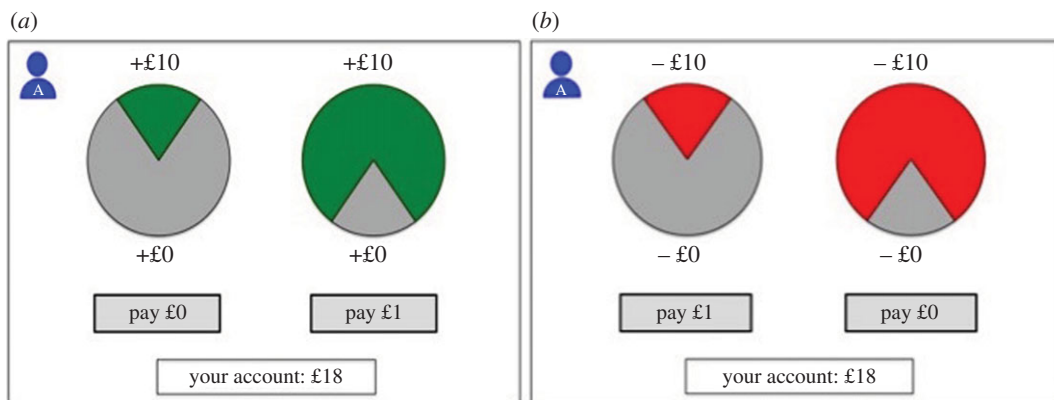 (a)
A
+£10 +£10
+£0 +£0
pay £0 pay £1
your account: £18
(b)
A
– £10 – £10
– £0 – £0
pay £1 pay £0
your account: £18